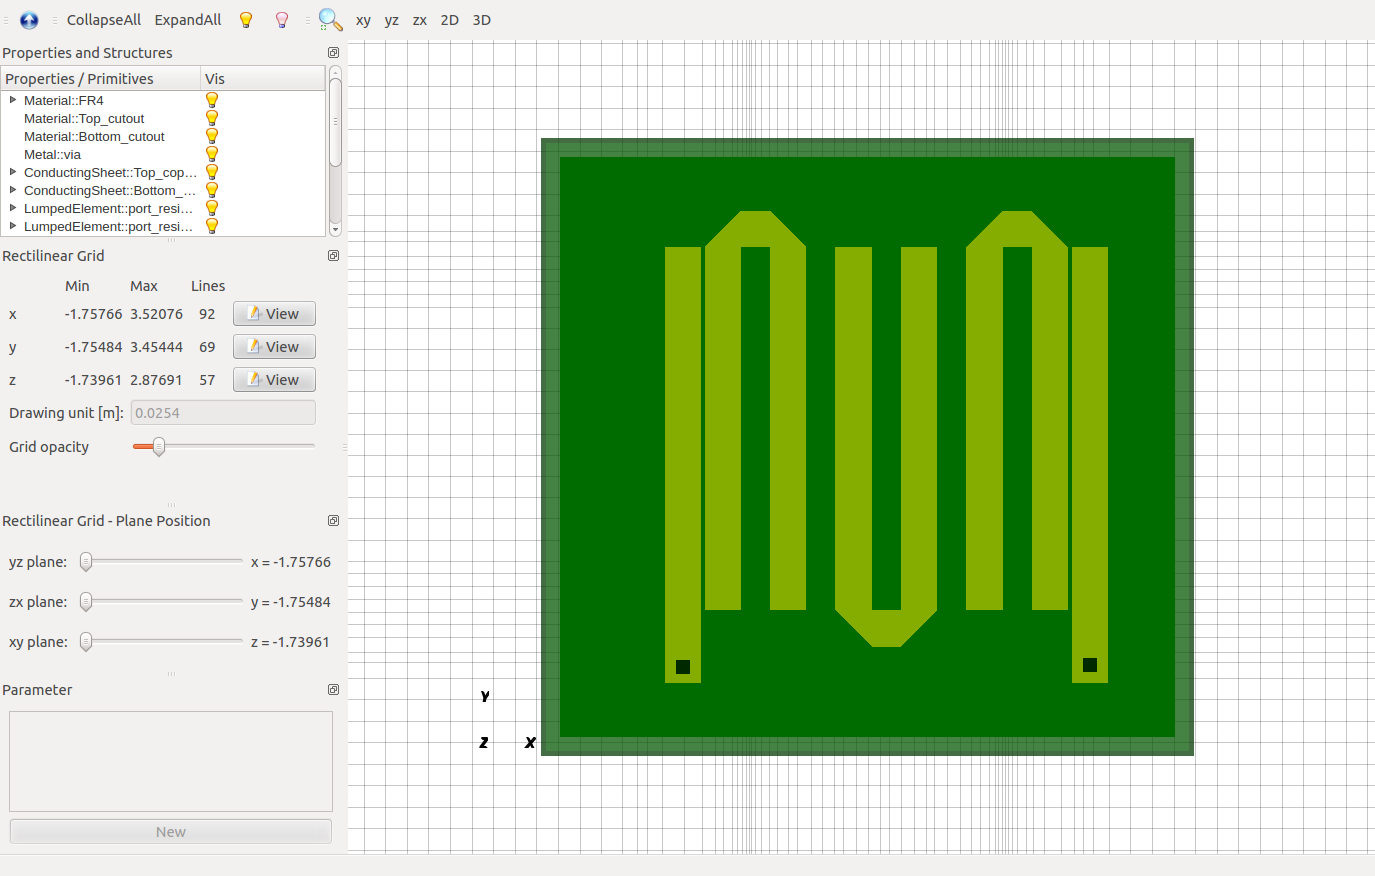 CollapseAll ExpandAll xy yz zx 2D 3D
Properties and Structures
Properties / Primitives Vis
Material::FR4
Material::Top_cutout
Material::Bottom_cutout
Metal::via
ConductingSheet::Top_cop...
ConductingSheet::Bottom_...
LumpedElement::port_resi...
LumpedElement::port_resi...
Rectilinear Grid
Min Max Lines
x -1.75766 3.52076 92 View
y -1.75484 3.45444 69 View
z -1.73961 2.87691 57 View
Drawing unit [m]: 0.0254
Grid opacity
Rectilinear Grid - Plane Position
yz plane: x = -1.75766
zx plane: y = -1.75484
xy plane: z = -1.73961
Parameter
New
Y
Z X